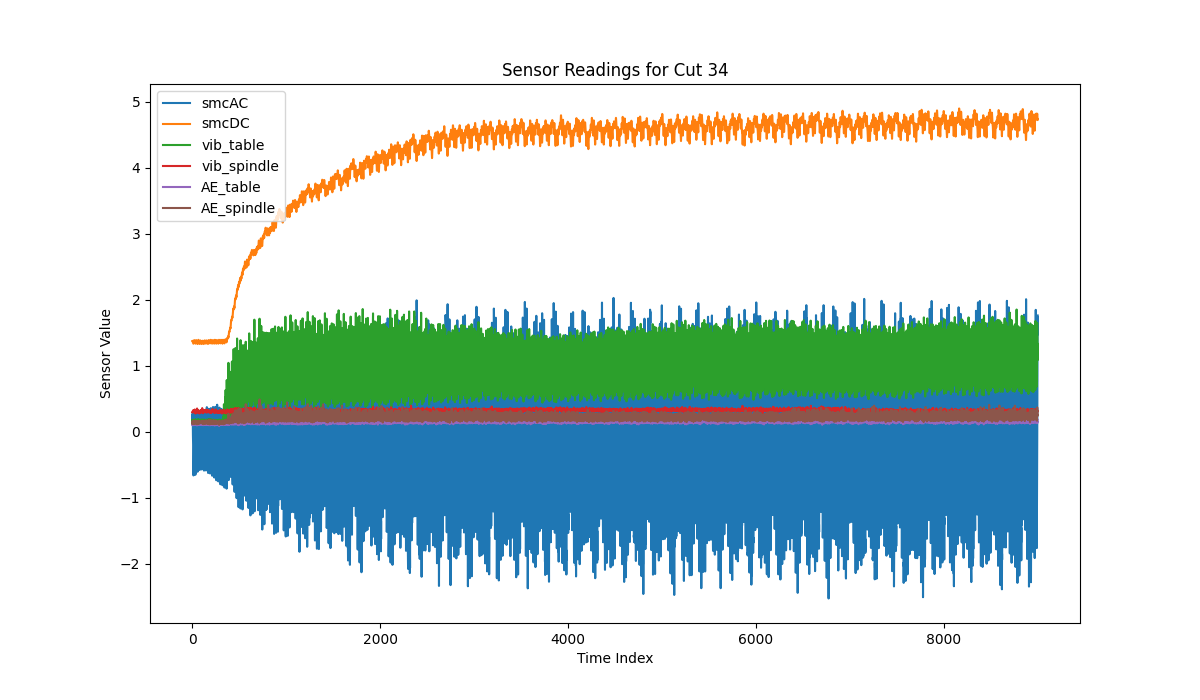 Sensor Readings for Cut 34
Sensor Value
5
4
3
2
1
0
−1
−2
smcAC
smcDC
vib_table
vib_spindle
AE_table
AE_spindle
0
2000
4000
6000
8000
Time Index